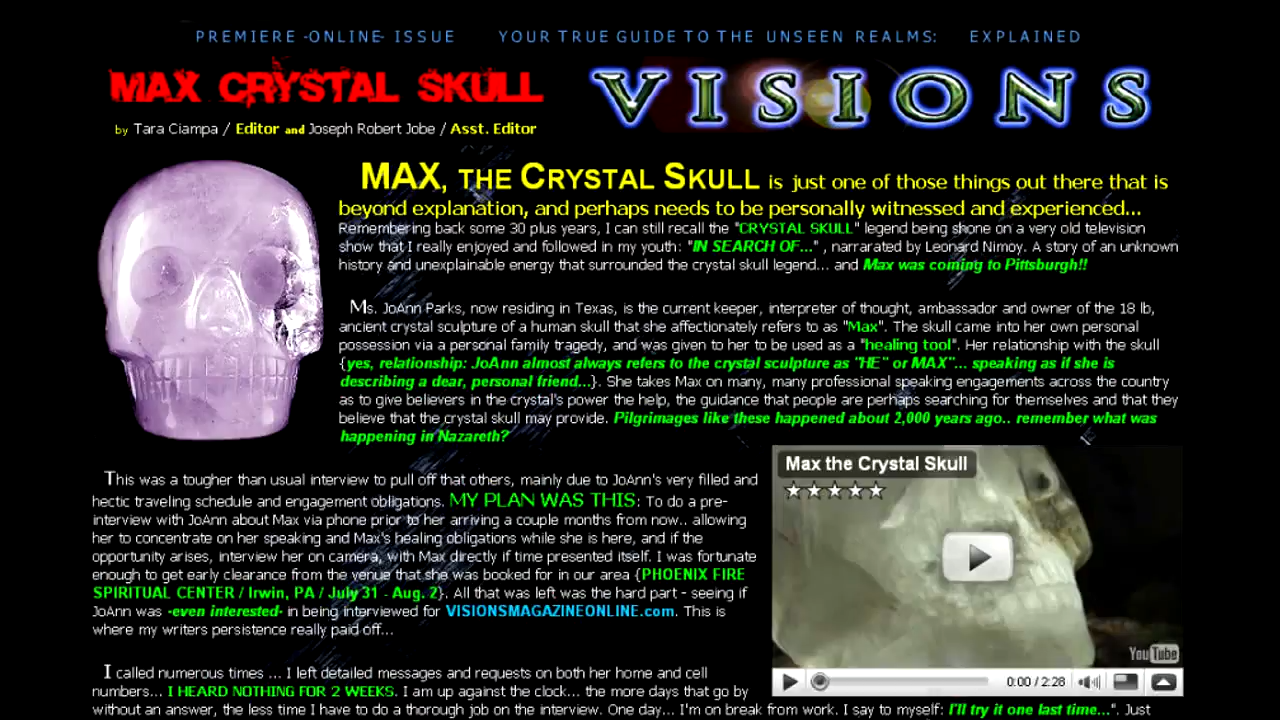 PREMIERE -ONLINE- ISSUE YOUR TRUE GUIDE TO THE UNSEEN REALMS: EXPLAINED
MAX CRYSTAL SKULL VISIONS
by Tara Ciampa / Editor and Joseph Robert Jobe / Asst. Editor
MAX, THE CRYSTAL SKULL is just one of those things out there that is
beyond explanation, and perhaps needs to be personally witnessed and experienced...
Remembering back some 30 plus years, I can still recall the "CRYSTAL SKULL" legend being shone on a very old television
show that I really enjoyed and followed in my youth: "IN SEARCH OF..." , narrarated by Leonard Nimoy. A story of an unknown
history and unexplainable energy that surrounded the crystal skull legend... and Max was coming to Pittsburgh!!
Ms. JoAnn Parks, now residing in Texas, is the current keeper, interpreter of thought, ambassador and owner of the 18 lb,
ancient crystal sculpture of a human skull that she affectionately refers to as "Max". The skull came into her own personal
possession via a personal family tragedy, and was given to her to be used as a "healing tool". Her relationship with the skull
{yes, relationship: JoAnn almost always refers to the crystal sculpture as "HE" or MAX"... speaking as if she is
describing a dear, personal friend...}. She takes Max on many, many professional speaking engagements across the country
as to give believers in the crystal's power the help, the guidance that people are perhaps searching for themselves and that they
believe that the crystal skull may provide. Pilgrimages like these happened about 2,000 years ago.. remember what was
happening in Nazareth?
This was a tougher than usual interview to pull off that others, mainly due to JoAnn's very filled and
hectic traveling schedule and engagement obligations. MY PLAN WAS THIS: To do a pre-
interview with JoAnn about Max via phone prior to her arriving a couple months from now.. allowing
her to concentrate on her speaking and Max's healing obligations while she is here, and if the
opportunity arises, interview her on camera, with Max directly if time presented itself. I was fortunate
enough to get early clearance from the venue that she was booked for in our area {PHOENIX FIRE
SPIRITUAL CENTER / Irwin, PA / July 31 - Aug. 2}. All that was left was the hard part - seeing if
JoAnn was -even interested- in being interviewed for VISIONSMAGAZINEONLINE.com. This is
where my writers persistence really paid off...
Max the Crystal Skull
YouTube
0:00 / 2:28
I called numerous times ... I left detailed messages and requests on both her home and cell
numbers... I HEARD NOTHING FOR 2 WEEKS. I am up against the clock... the more days that go by
without an answer, the less time I have to do a thorough job on the interview. One day... I'm on break from work. I say to myself: I'll try it one last time...". Just